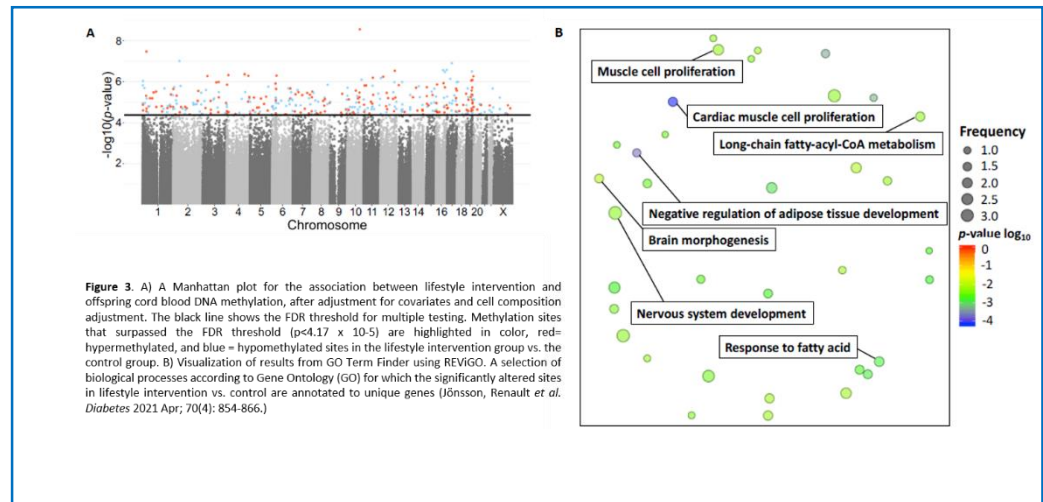 A
8
6
4
2
-log10(p-value)
1 2 3 4 5 6 7 8 9 10 11 12 13 14 16 18 20 X
Chromosome
Figure 3. A) A Manhattan plot for the association between lifestyle intervention and
offspring cord blood DNA methylation, after adjustment for covariates and cell composition
adjustment. The black line shows the FDR threshold for multiple testing. Methylation sites
that surpassed the FDR threshold (p<4.17 x 10-5) are highlighted in color, red=
hypermethylated, and blue = hypomethylated sites in the lifestyle intervention group vs. the
control group. B) Visualization of results from GO Term Finder using REViGO. A selection of
biological processes according to Gene Ontology (GO) for which the significantly altered sites
in lifestyle intervention vs. control are annotated to unique genes (Jönsson, Renault et al.
Diabetes 2021 Apr; 70(4): 854-866.)
B
Muscle cell proliferation
Cardiac muscle cell proliferation
Long-chain fatty-acyl-CoA metabolism
Negative regulation of adipose tissue development
Brain morphogenesis
Nervous system development
Response to fatty acid
Frequency
1.0
1.5
2.0
2.5
3.0
p-value log10
0
-1
-2
-3
-4